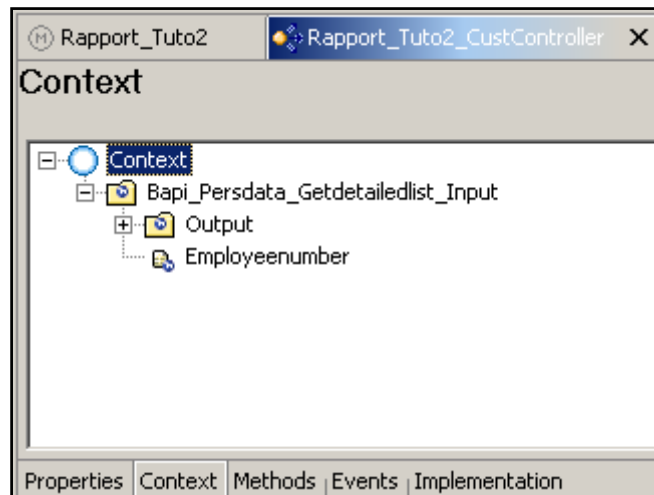 Rapport_Tuto2 Rapport_Tuto2_CustController
Context
Context
Bapi_Persdata_Getdetailedlist_Input
Output
Employeenumber
Properties Context Methods Events Implementation